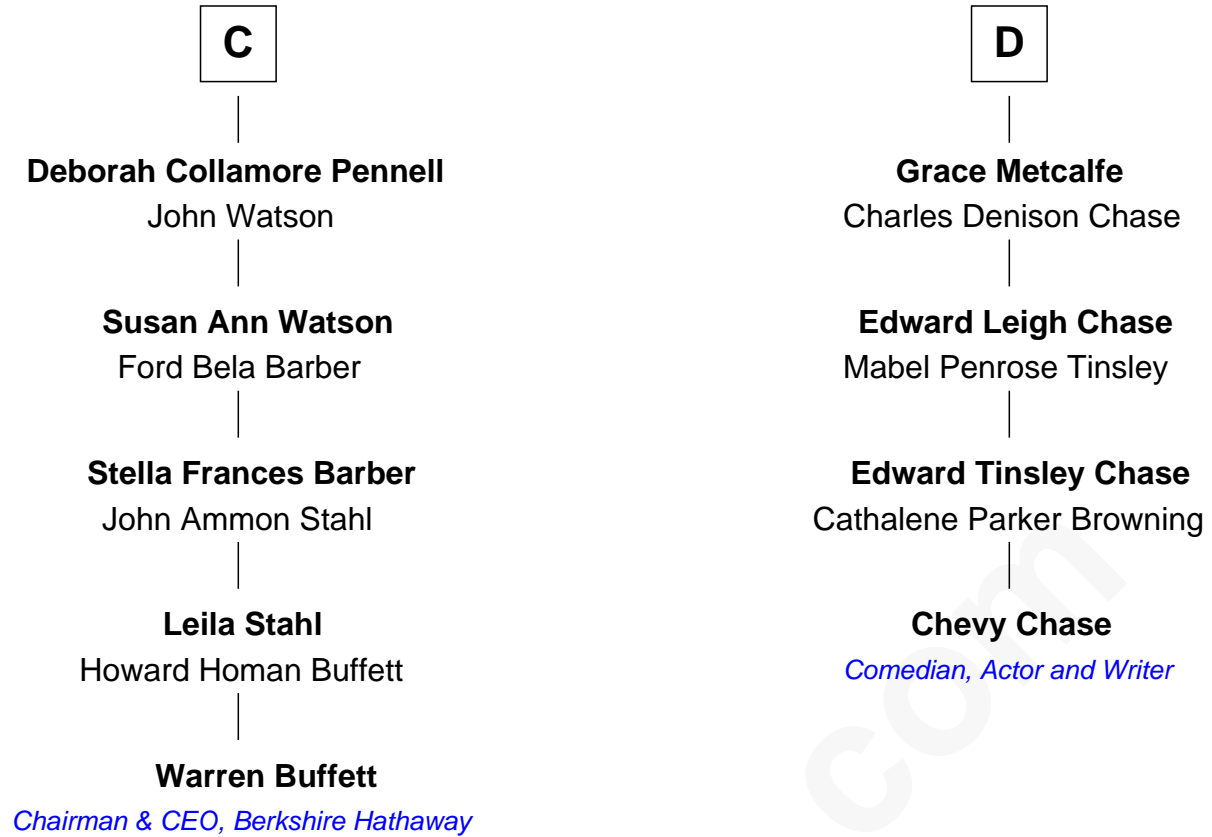 C
Deborah Collamore Pennell
John Watson
Susan Ann Watson
Ford Bela Barber
Stella Frances Barber
John Ammon Stahl
Leila Stahl
Howard Homan Buffett
Warren Buffett
Chairman & CEO, Berkshire Hathaway
D
Grace Metcalfe
Charles Denison Chase
Edward Leigh Chase
Mabel Penrose Tinsley
Edward Tinsley Chase
Cathalene Parker Browning
Chevy Chase
Comedian, Actor and Writer
com